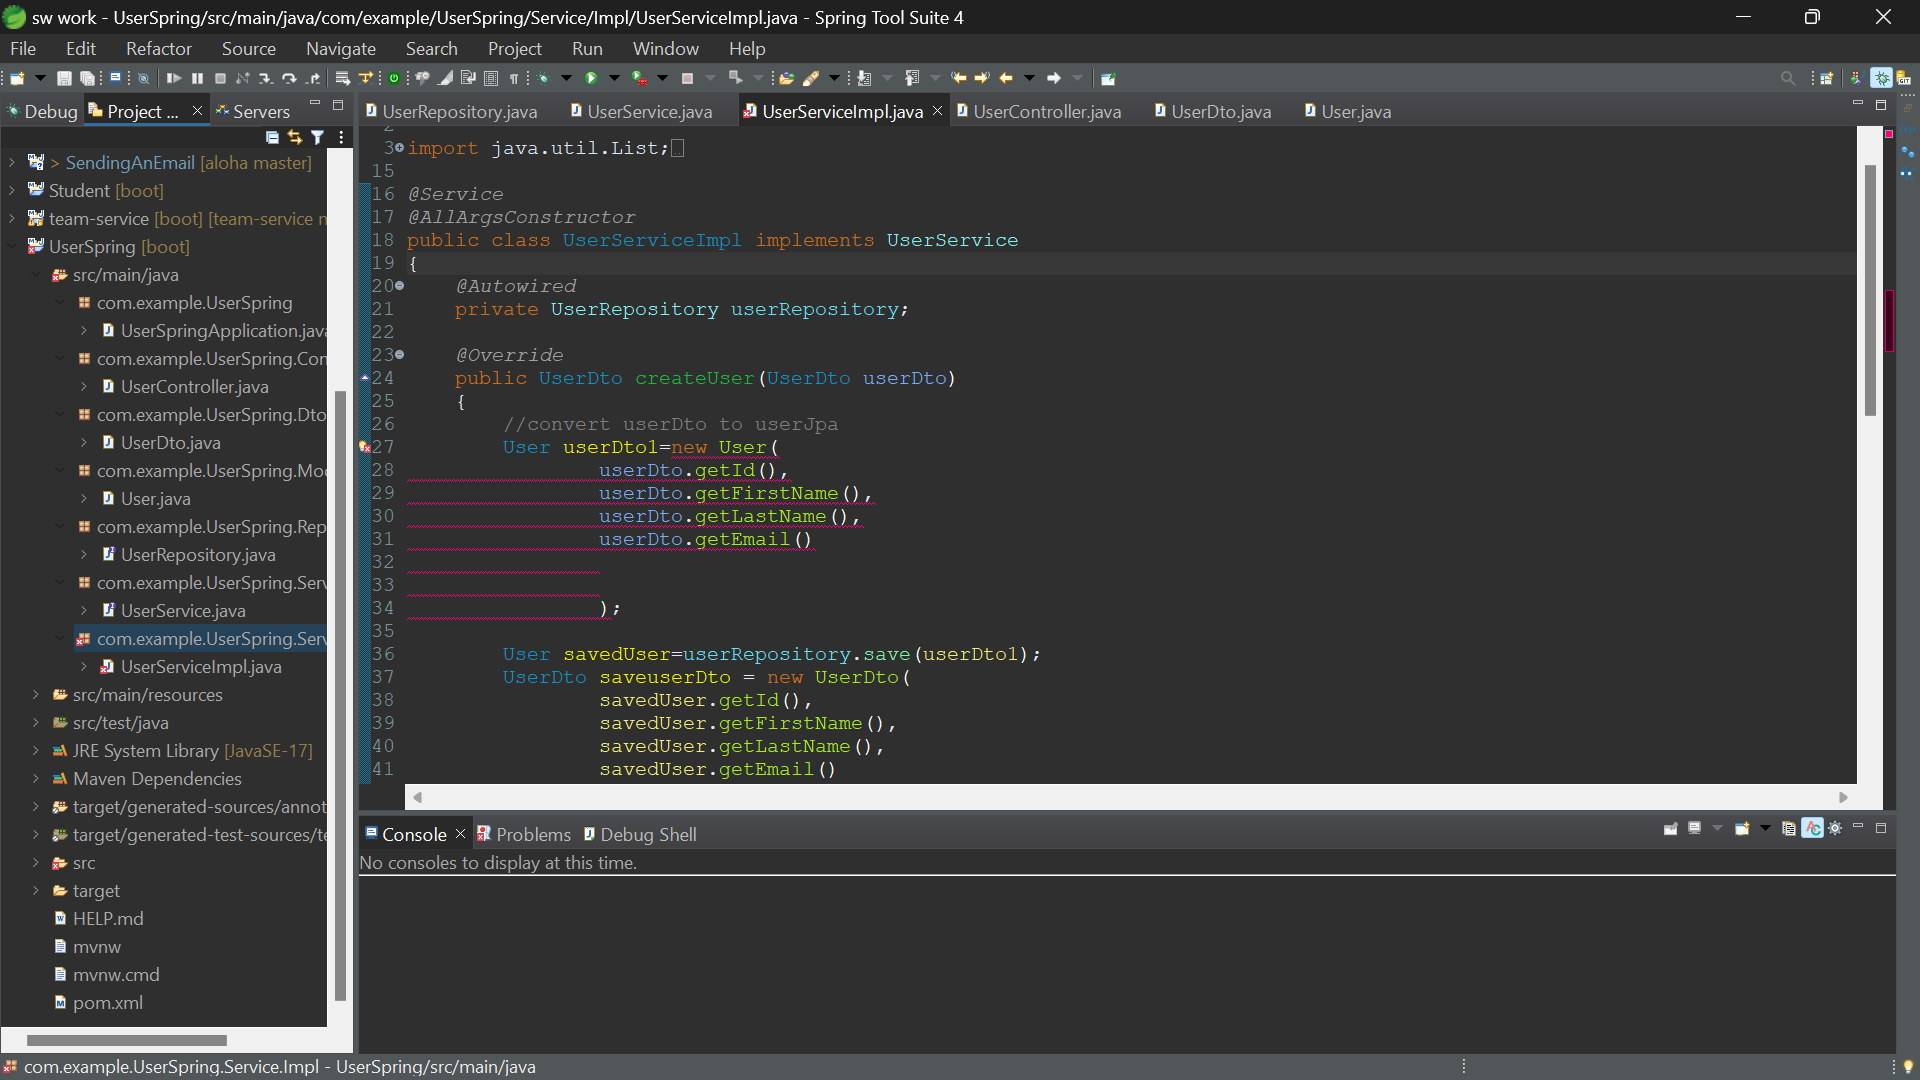 sw work - UserSpring/src/main/java/com/example/UserSpring/Service/Impl/UserServiceImpl.java - Spring Tool Suite 4
File Edit Refactor Source Navigate Search Project Run Window Help
Debug Project ... Servers
UserRepository.java UserService.java UserServiceImpl.java UserController.java UserDto.java User.java
> SendingAnEmail [aloha master]
Student [boot]
team-service [boot] [team-service
UserSpring [boot]
src/main/java
com.example.UserSpring
UserSpringApplication.java
com.example.UserSpring.Con
UserController.java
com.example.UserSpring.Dto
UserDto.java
com.example.UserSpring.Mo
User.java
com.example.UserSpring.Rep
UserRepository.java
com.example.UserSpring.Serv
UserService.java
com.example.UserSpring.Serv
UserServiceImpl.java
src/main/resources
src/test/java
JRE System Library [JavaSE-17]
Maven Dependencies
target/generated-sources/annot
target/generated-test-sources/te
src
target
HELP.md
mvnw
mvnw.cmd
pom.xml
3 import java.util.List;
15
16 @Service
17 @AllArgsConstructor
18 public class UserServiceImpl implements UserService
19 {
20 @Autowired
21 private UserRepository userRepository;
22
23 @Override
24 public UserDto createUser(UserDto userDto)
25 {
26 //convert userDto to userJpa
27 User userDto1=new User(
28 userDto.getId(),
29 userDto.getFirstName(),
30 userDto.getLastName(),
31 userDto.getEmail()
32
33
34 );
35
36 User savedUser=userRepository.save(userDto1);
37 UserDto saveuserDto = new UserDto(
38 savedUser.getId(),
39 savedUser.getFirstName(),
40 savedUser.getLastName(),
41 savedUser.getEmail()
Console Problems Debug Shell
No consoles to display at this time.
com.example.UserSpring.Service.Impl - UserSpring/src/main/java